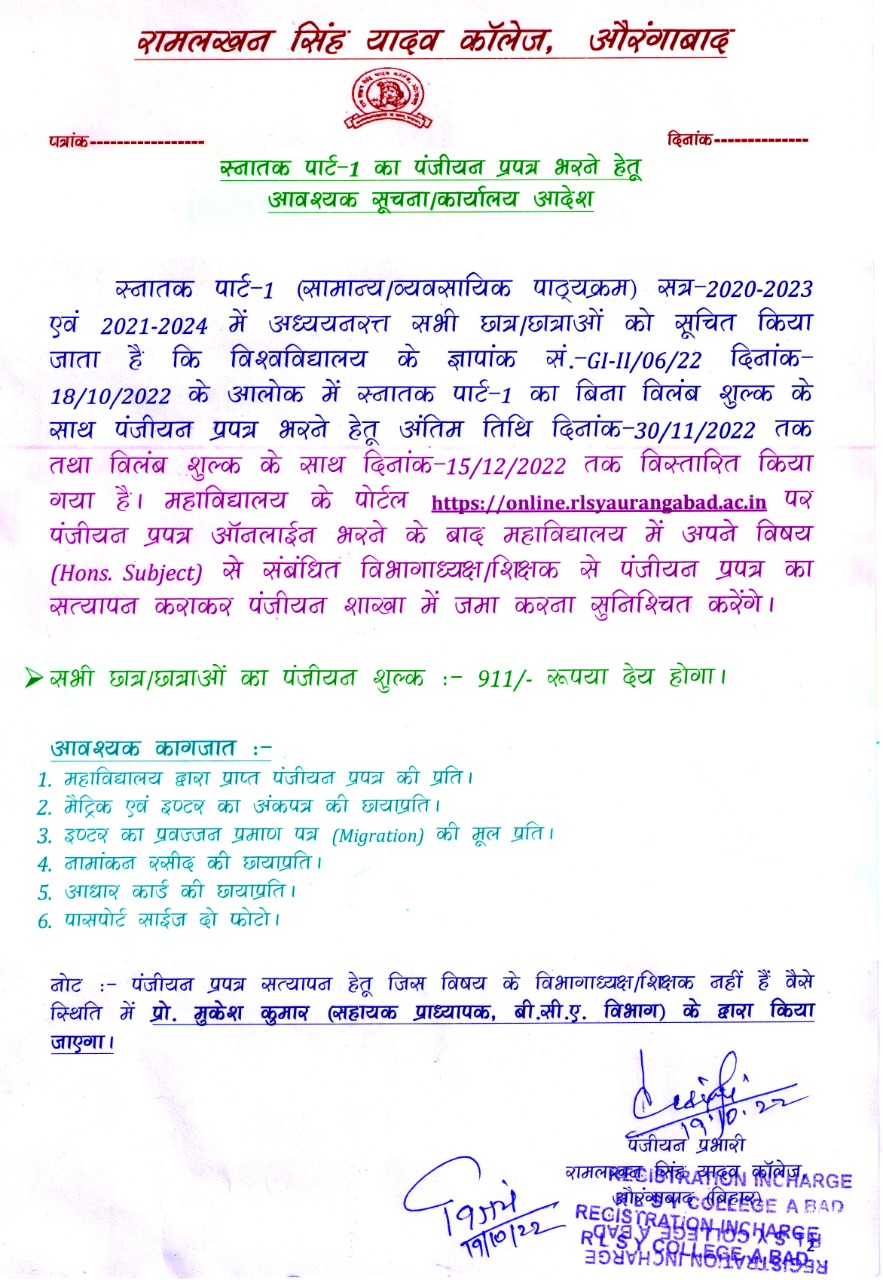 रामलखन सिंह यादव कॉलेज, औरंगाबाद
पत्रांक-----------------
दिनांक--------------
स्नातक पार्ट-1 का पंजीयन प्रपत्र भरने हेतू
आवश्यक सूचना/कार्यालय आदेश
स्नातक पार्ट-1 (सामान्य/व्यवसायिक पाठ्यक्रम) सत्र-2020-2023
एवं 2021-2024 में अध्ययनरत्त सभी छात्र/छात्राओं को सूचित किया
जाता है कि विश्वविद्यालय के ज्ञापांक सं.-GI-II/06/22 दिनांक-
18/10/2022 के आलोक में स्नातक पार्ट-1 का बिना विलंब शुल्क के
साथ पंजीयन प्रपत्र भरने हेतू अंतिम तिथि दिनांक-30/11/2022 तक
तथा विलंब शुल्क के साथ दिनांक-15/12/2022 तक विस्तारित किया
गया है। महाविद्यालय के पोर्टल https://online.rlsyaurangabad.ac.in पर
पंजीयन प्रपत्र ऑनलाईन भरने के बाद महाविद्यालय में अपने विषय
(Hons. Subject) से संबंधित विभागाध्यक्ष/शिक्षक से पंजीयन प्रपत्र का
सत्यापन कराकर पंजीयन शाखा में जमा करना सुनिश्चित करेंगे।
➢ सभी छात्र/छात्राओं का पंजीयन शुल्क :- 911/- रूपया देय होगा।
आवश्यक कागजात :-
1. महाविद्यालय द्वारा प्राप्त पंजीयन प्रपत्र की प्रति।
2. मैट्रिक एवं इण्टर का अंकपत्र की छायाप्रति।
3. इण्टर का प्रवज्जन प्रमाण पत्र (Migration) की मूल प्रति।
4. नामांकन रसीद की छायाप्रति।
5. आधार कार्ड की छायाप्रति।
6. पासपोर्ट साईज दो फोटो।
नोट :- पंजीयन प्रपत्र सत्यापन हेतू जिस विषय के विभागाध्यक्ष/शिक्षक नहीं हैं वैसे
स्थिति में प्रो. मुकेश कुमार (सहायक प्राध्यापक, बी.सी.ए. विभाग) के द्वारा किया
जाएगा।
19.10.22
पंजीयन प्रभारी
रामलखन सिंह यादव कॉलेज,
REGISTRATION INCHARGE
औरंगाबाद (बिहार)
R L S Y COLLEGE A BAD
19/10/22
REGISTRATION INCHARGE
R L S Y COLLEGE A BAD
R L S Y COLLEGE A BAD
REGISTRATION INCHARGE